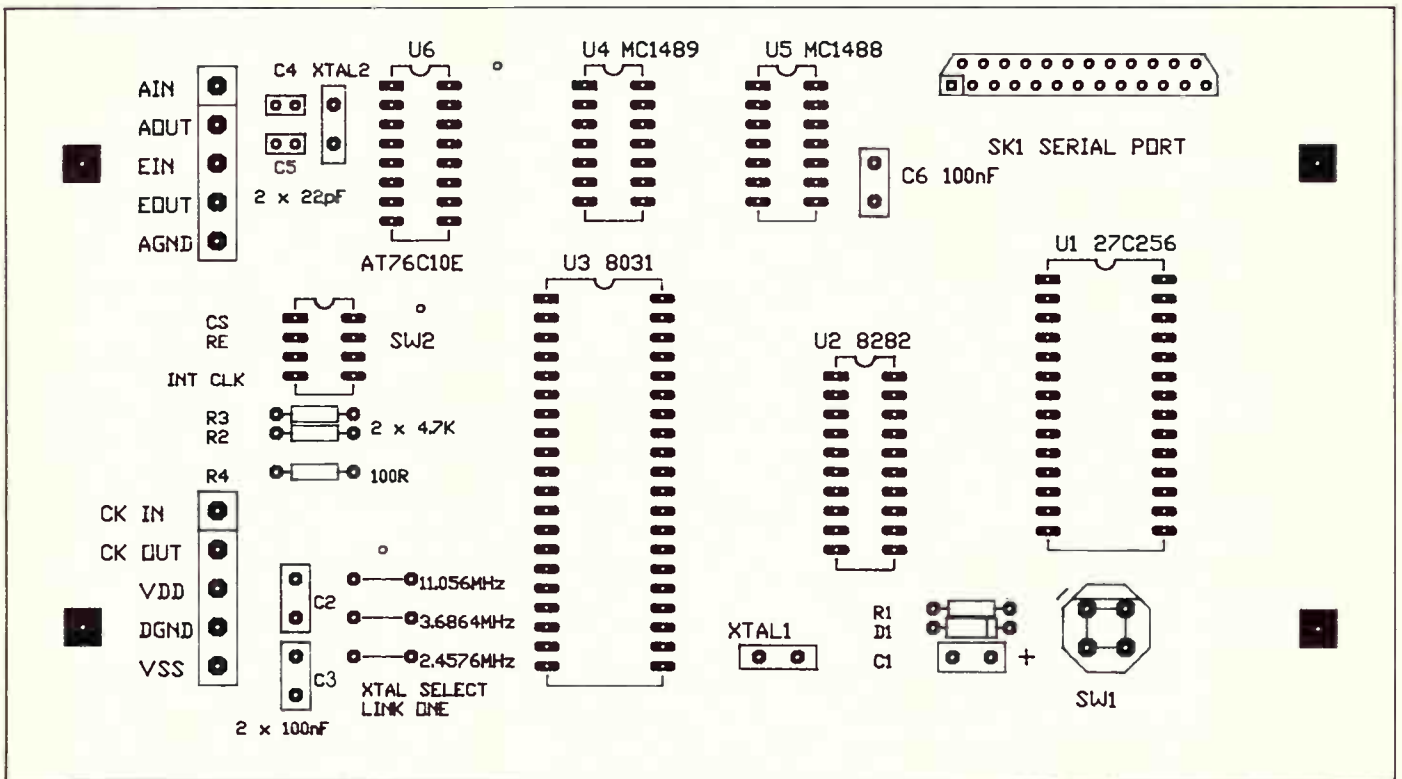 U6
U4 MC1489
U5 MC1488
C4 XTAL2
AIN
AOUT
EIN
EOUT
AGND
C5
2 x 22pF
AT76C10E
SK1 SERIAL PORT
C6 100nF
U1 27C256
U3 8031
CS
RE
SW2
INT CLK
U2 8282
R3
R2
2 x 4.7K
R4
100R
CK IN
CK OUT
VDD
DGND
VSS
C2
11.056MHz
3.6864MHz
C3
2.4576MHz
XTAL SELECT
LINK ONE
2 x 100nF
XTAL1
R1
D1
C1
+
SW1